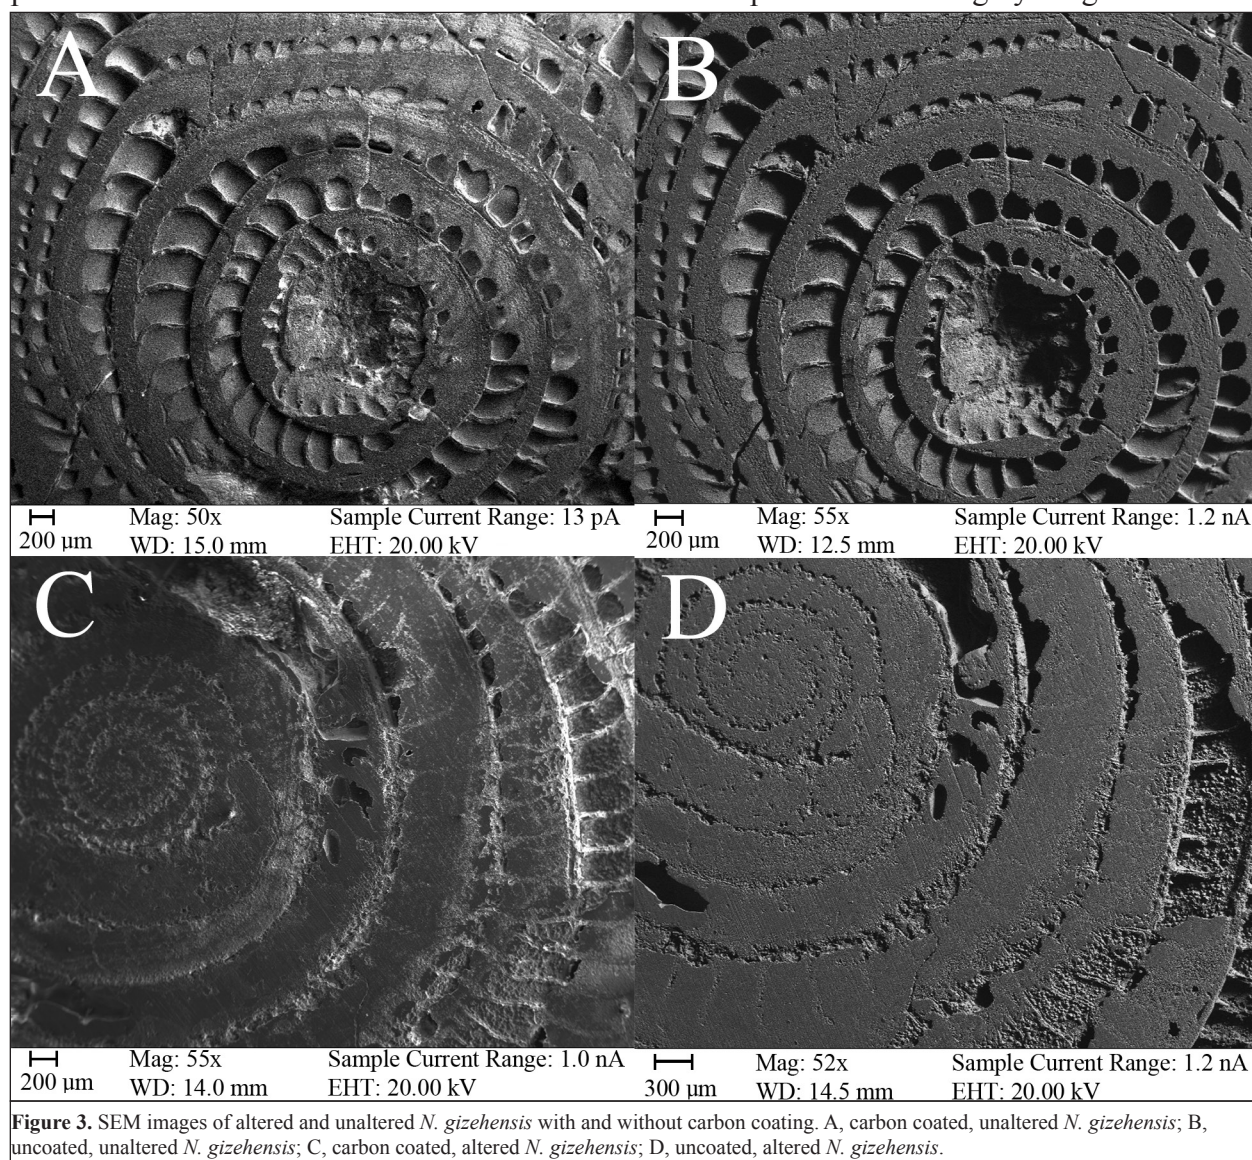 A
B
Mag: 50x Sample Current Range: 13 pA
200 µm WD: 15.0 mm EHT: 20.00 kV
Mag: 55x Sample Current Range: 1.2 nA
200 µm WD: 12.5 mm EHT: 20.00 kV
C
D
Mag: 55x Sample Current Range: 1.0 nA
200 µm WD: 14.0 mm EHT: 20.00 kV
Mag: 52x Sample Current Range: 1.2 nA
300 µm WD: 14.5 mm EHT: 20.00 kV
Figure 3. SEM images of altered and unaltered N. gizehensis with and without carbon coating. A, carbon coated, unaltered N. gizehensis; B,
uncoated, unaltered N. gizehensis; C, carbon coated, altered N. gizehensis; D, uncoated, altered N. gizehensis.